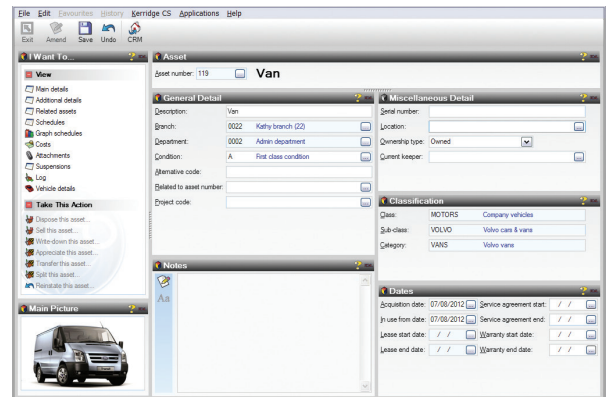 File Edit Favourites History Kerridge CS Applications Help
Exit Amend Save Undo CRM
I Want To...
View
Main details
Additional details
Related assets
Schedules
Graph schedules
Costs
Attachments
Suspensions
Log
Vehicle details
Take This Action
Dispose this asset...
Sell this asset...
Write-down this asset...
Appreciate this asset...
Transfer this asset...
Split this asset...
Reinstate this asset...
Main Picture
Asset
Asset number: 119 ... Van
General Detail
Description: Van
Branch: 0022 Kathy branch (22) ...
Department: 0002 Admin department ...
Condition: A First class condition ...
Alternative code:
Related to asset number: ...
Project code: ...
Notes
Aa
Miscellaneous Detail
Serial number:
Location: ...
Ownership type: Owned
Current keeper: ...
Classification
Class: MOTORS Company vehicles
Sub-class: VOLVO Volvo cars & vans
Category: VANS Volvo vans
Dates
Acquisition date: 07/08/2012 ... Service agreement start: / / ...
In use from date: 07/08/2012 ... Service agreement end: / / ...
Lease start date: / / ... Warranty start date: / / ...
Lease end date: / / ... Warranty end date: / / ...